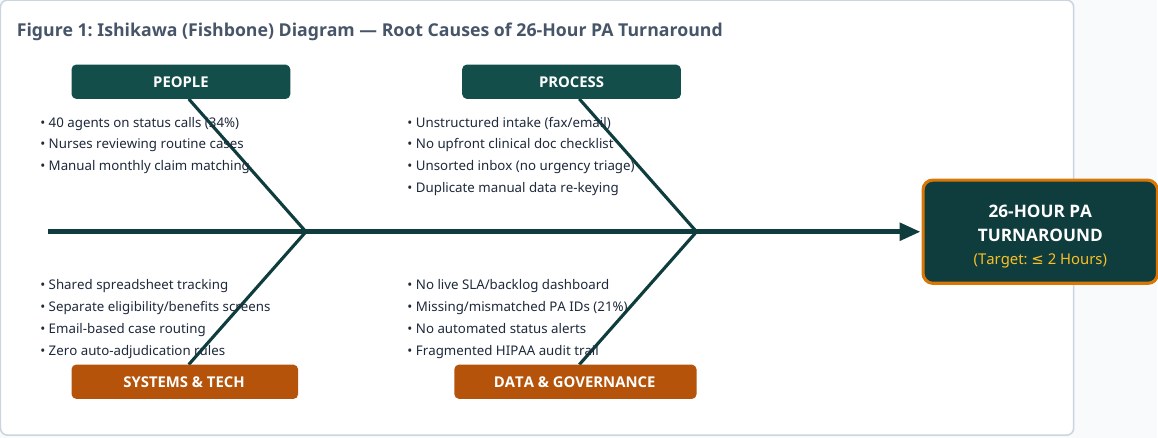 Figure 1: Ishikawa (Fishbone) Diagram — Root Causes of 26-Hour PA Turnaround
PEOPLE
• 40 agents on status calls (34%)
• Nurses reviewing routine cases
• Manual monthly claim matching
PROCESS
• Unstructured intake (fax/email)
• No upfront clinical doc checklist
• Unsorted inbox (no urgency triage)
• Duplicate manual data re-keying
26-HOUR PA
TURNAROUND
(Target: ≤ 2 Hours)
• Shared spreadsheet tracking
• Separate eligibility/benefits screens
• Email-based case routing
• Zero auto-adjudication rules
SYSTEMS & TECH
• No live SLA/backlog dashboard
• Missing/mismatched PA IDs (21%)
• No automated status alerts
• Fragmented HIPAA audit trail
DATA & GOVERNANCE